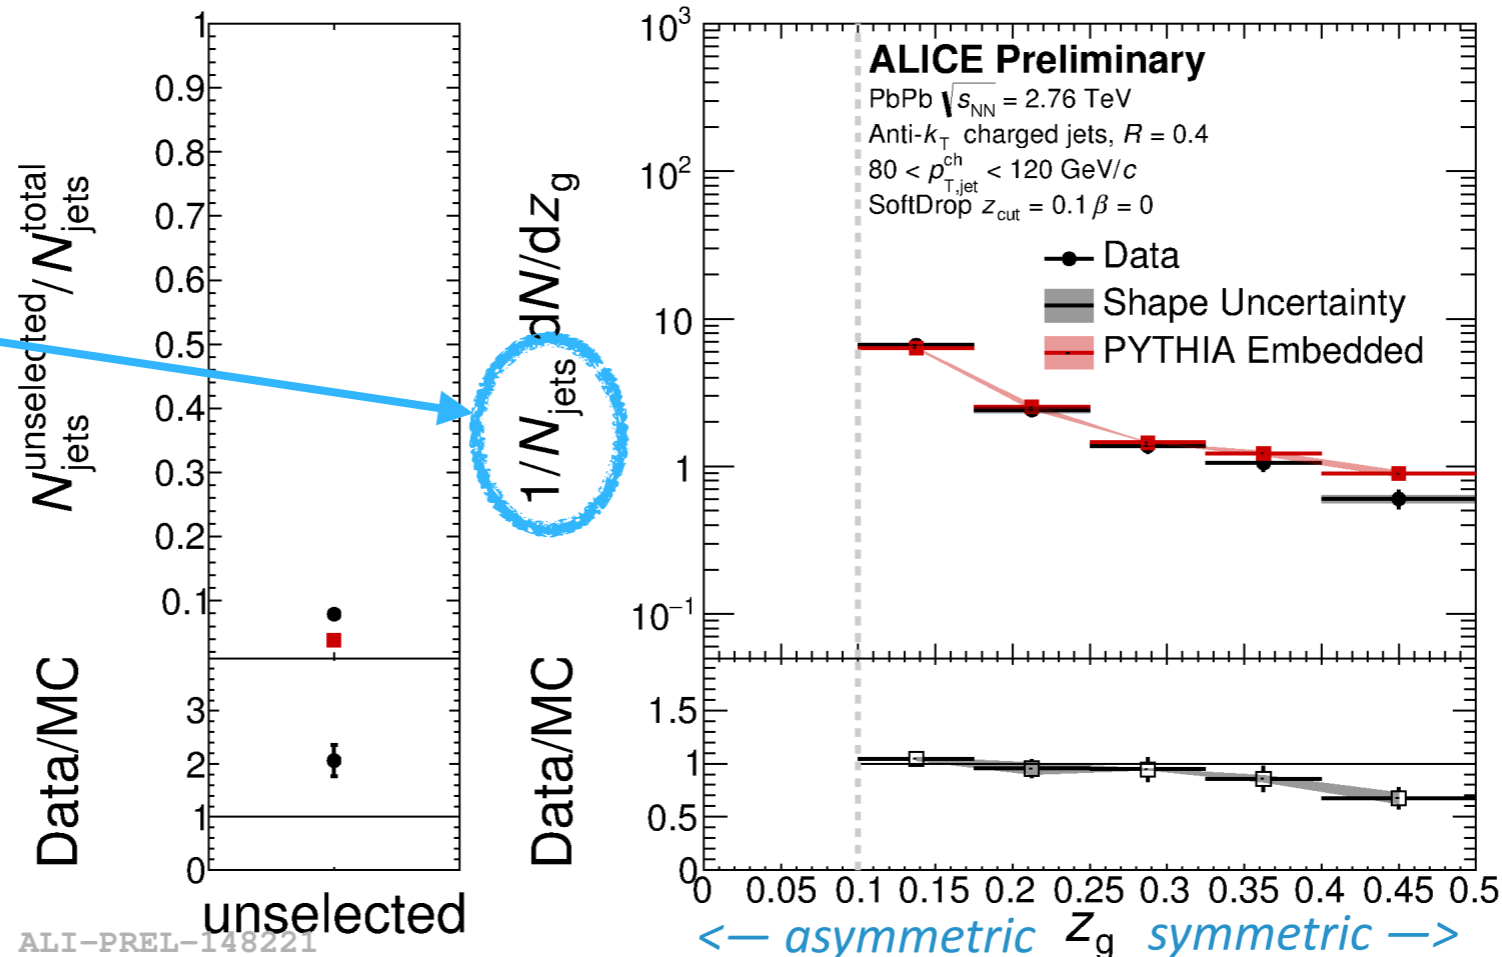 1
0.9
0.8
0.7
0.6
0.5
0.4
0.3
0.2
0.1
N_jets^unselected / N_jets^total
3
2
1
0
Data/MC
unselected
ALI-PREL-148221
10³
10²
10
1
10⁻¹
1/N_jets dN/dz_g
ALICE Preliminary
PbPb √s_NN = 2.76 TeV
Anti-k_T charged jets, R = 0.4
80 < p_T,jet^ch < 120 GeV/c
SoftDrop z_cut = 0.1 β = 0
Data
Shape Uncertainty
PYTHIA Embedded
1.5
1
0.5
0
Data/MC
0 0.05 0.1 0.15 0.2 0.25 0.3 0.35 0.4 0.45 0.5
<— asymmetric z_g symmetric —>